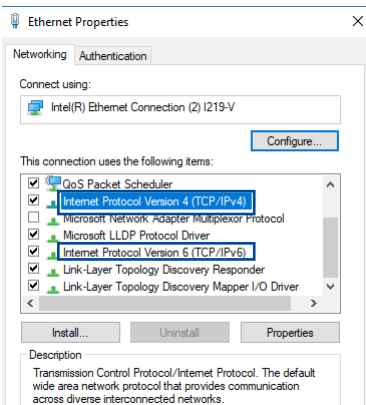 Ethernet Properties
Networking Authentication
Connect using:
Intel(R) Ethernet Connection (2) I219-V
Configure...
This connection uses the following items:
QoS Packet Scheduler
Internet Protocol Version 4 (TCP/IPv4)
Microsoft Network Adapter Multiplexor Protocol
Microsoft LLDP Protocol Driver
Internet Protocol Version 6 (TCP/IPv6)
Link-Layer Topology Discovery Responder
Link-Layer Topology Discovery Mapper I/O Driver
Install... Uninstall Properties
Description
Transmission Control Protocol/Internet Protocol. The default
wide area network protocol that provides communication
across diverse interconnected networks.